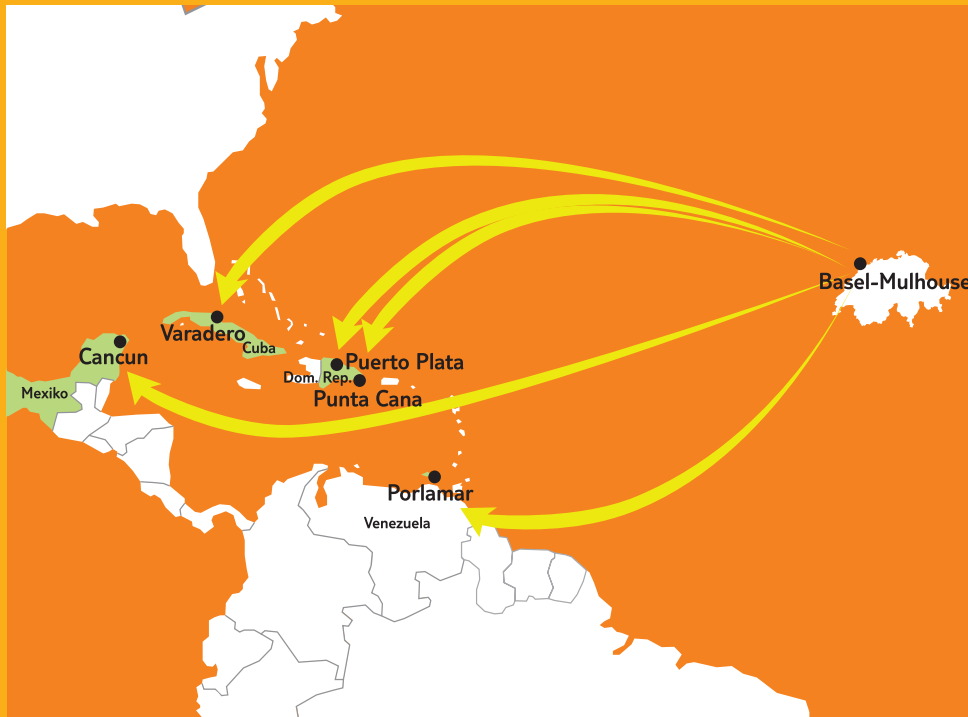 Basel-Mulhouse
Varadero
Cuba
Cancun
Puerto Plata
Dom. Rep.
Mexiko
Punta Cana
Porlamar
Venezuela